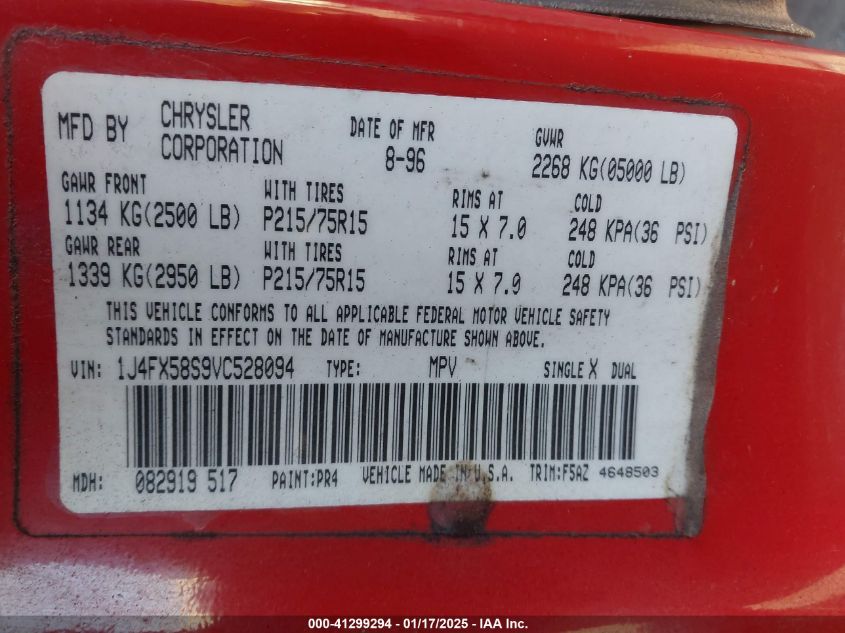 MFD BY CHRYSLER CORPORATION DATE OF MFR 8-96 GVWR 2268 KG(05000 LB)
GAWR FRONT WITH TIRES RIMS AT COLD
1134 KG(2500 LB) P215/75R15 15 X 7.0 248 KPA(36 PSI)
GAWR REAR WITH TIRES RIMS AT COLD
1339 KG(2950 LB) P215/75R15 15 X 7.0 248 KPA(36 PSI)
THIS VEHICLE CONFORMS TO ALL APPLICABLE FEDERAL MOTOR VEHICLE SAFETY
STANDARDS IN EFFECT ON THE DATE OF MANUFACTURE SHOWN ABOVE.
VIN: 1J4FX58S9VC528094 TYPE: MPV SINGLE X DUAL
MDH: 082919 517 PAINT:PR4 VEHICLE MADE IN U.S.A. TRIM:F5AZ 4648503
000-41299294 - 01/17/2025 - IAA Inc.